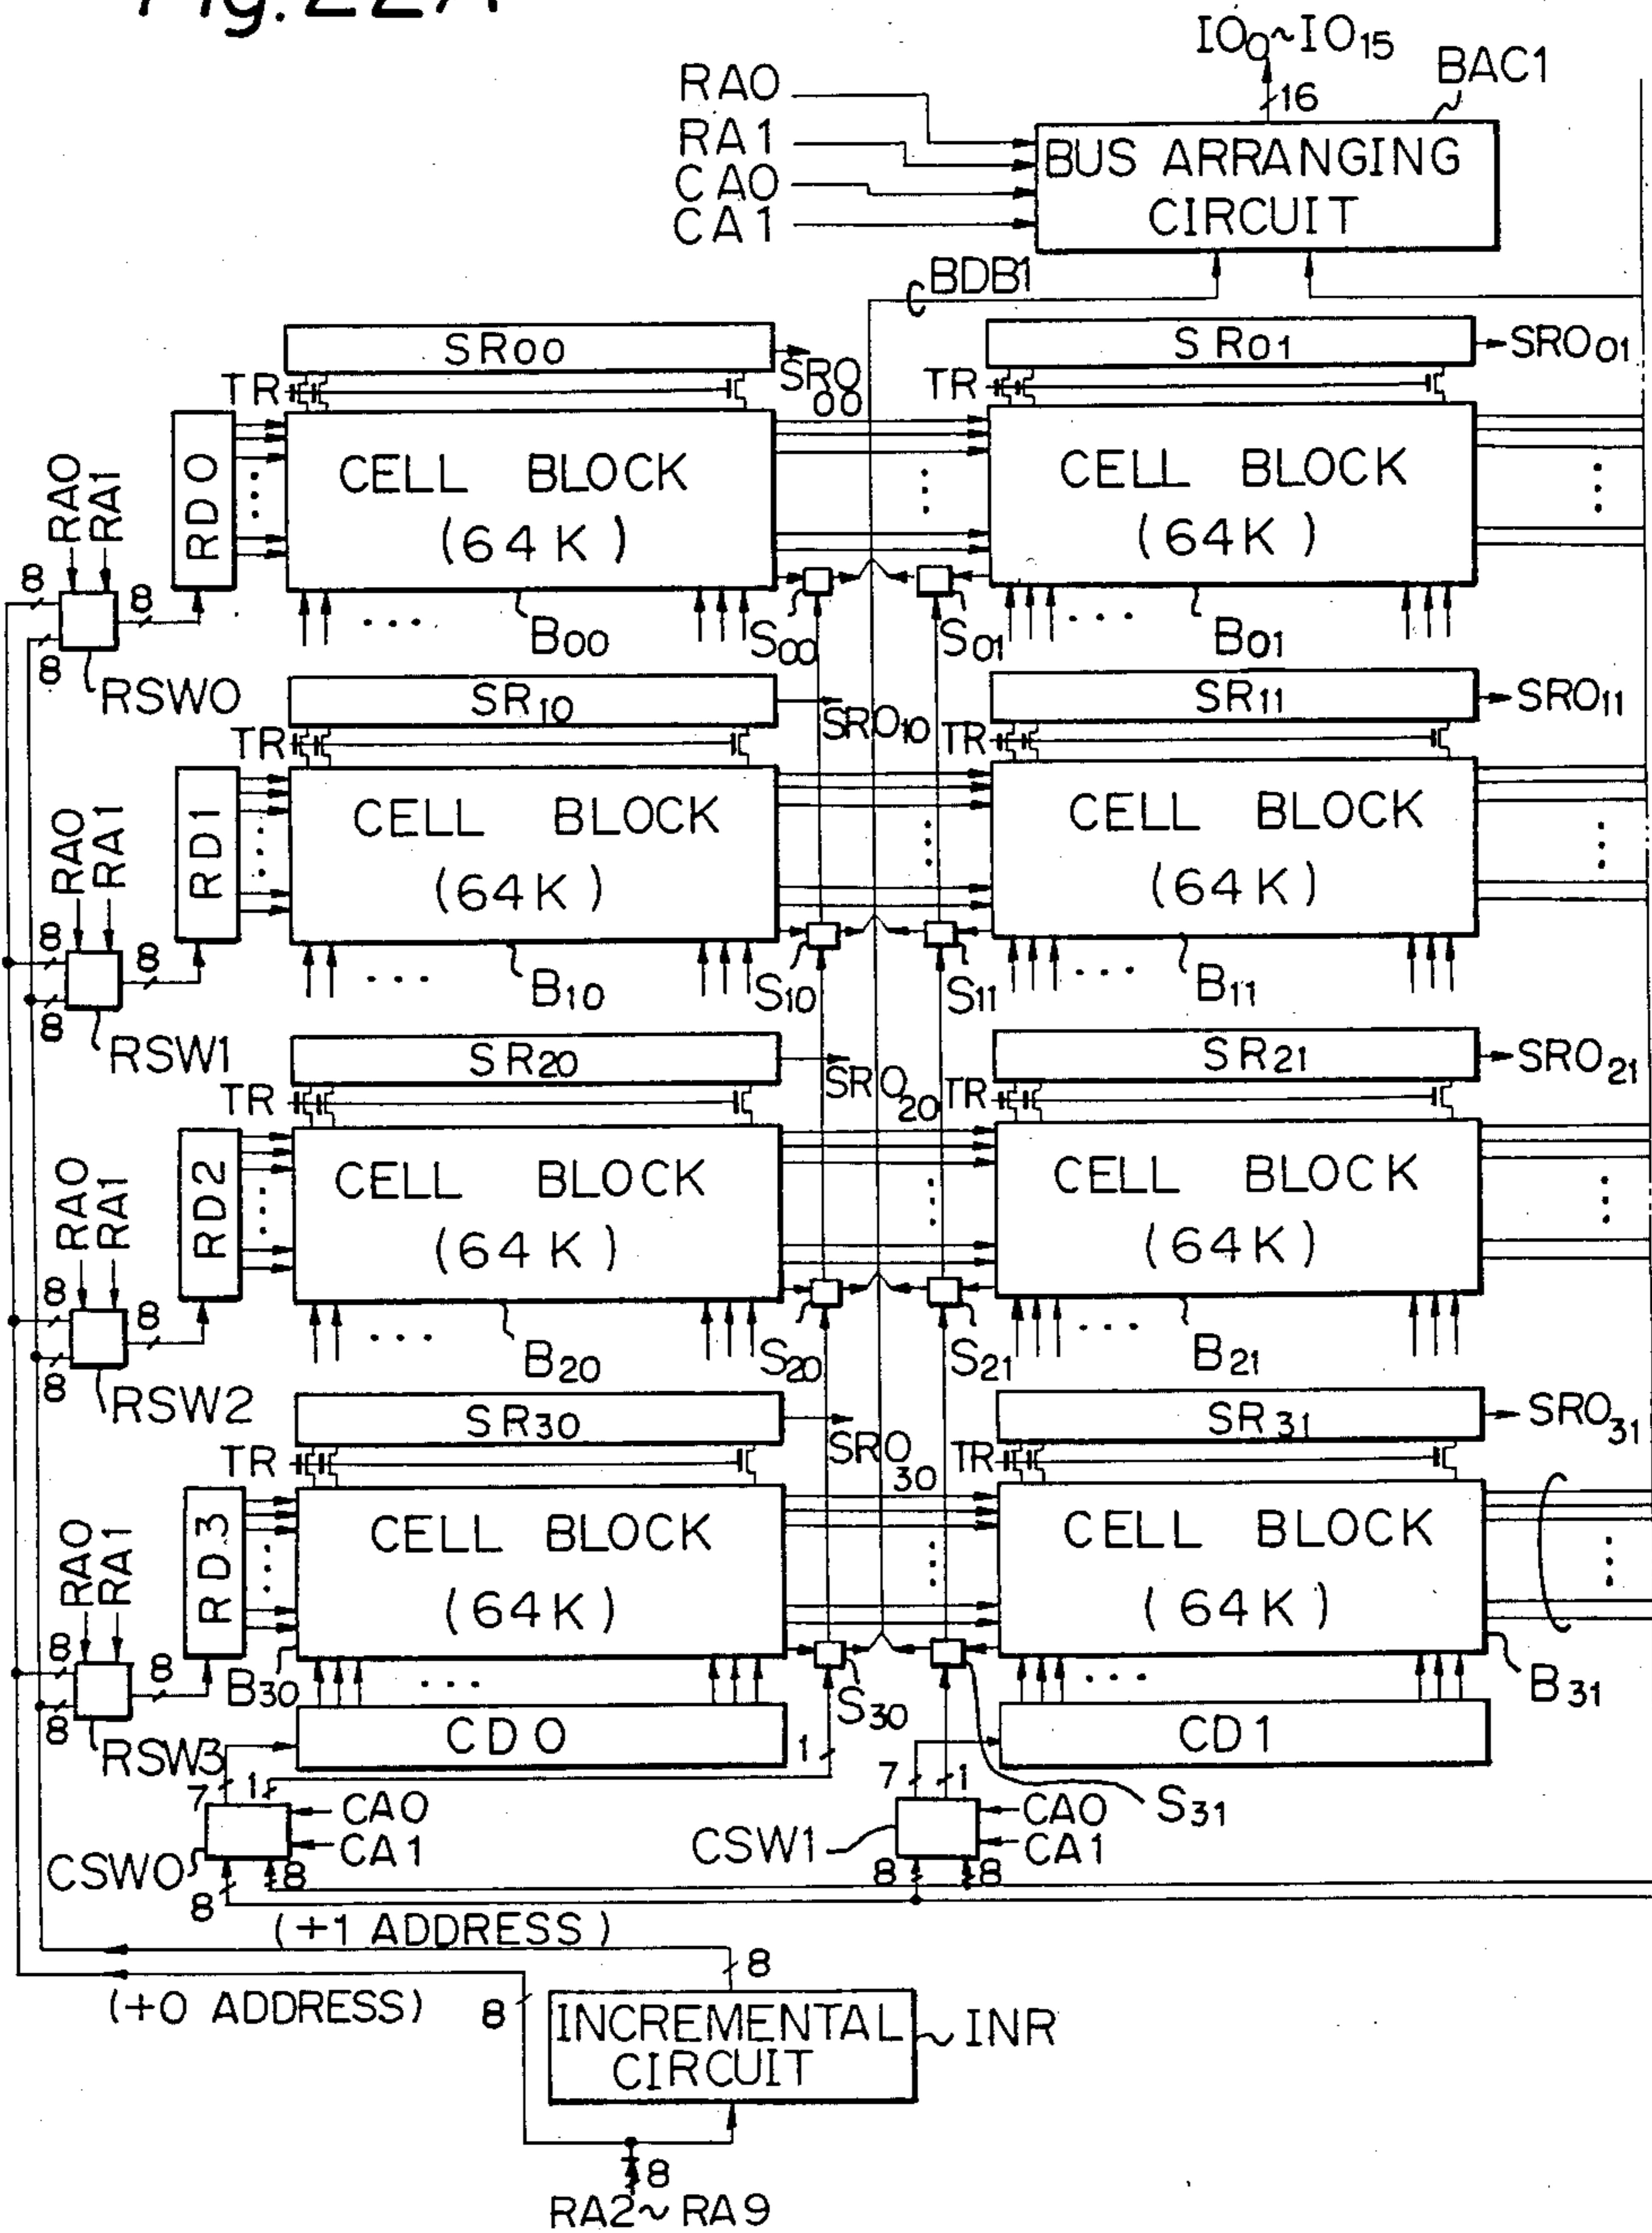 Fig. 22A
IO0~IO15
BAC1
16
RA0
RA1
CA0
CA1
BUS ARRANGING
CIRCUIT
BDB1
SR00
SRO00
SR01
SRO01
TR
TR
RD0
CELL BLOCK
(64K)
CELL BLOCK
(64K)
RA0
RA1
8
8
8
RSW0
B00
S00
S01
B01
SR10
SRO10
SR11
SRO11
TR
TR
RD1
CELL BLOCK
(64K)
CELL BLOCK
(64K)
RA0
RA1
8
8
8
RSW1
B10
S10
S11
B11
SR20
SRO20
SR21
SRO21
TR
TR
RD2
CELL BLOCK
(64K)
CELL BLOCK
(64K)
RA0
RA1
8
8
8
RSW2
B20
S20
S21
B21
SR30
SRO30
SR31
SRO31
TR
TR
RD3
CELL BLOCK
(64K)
CELL BLOCK
(64K)
RA0
RA1
8
8
8
RSW3
B30
S30
B31
CD0
CD1
1
7
1
7
1
S31
CA0
CA1
CSW0
CSW1
CA0
CA1
8
8
8
8
(+1 ADDRESS)
8
(+0 ADDRESS)
8
INCREMENTAL
CIRCUIT
INR
8
RA2~RA9